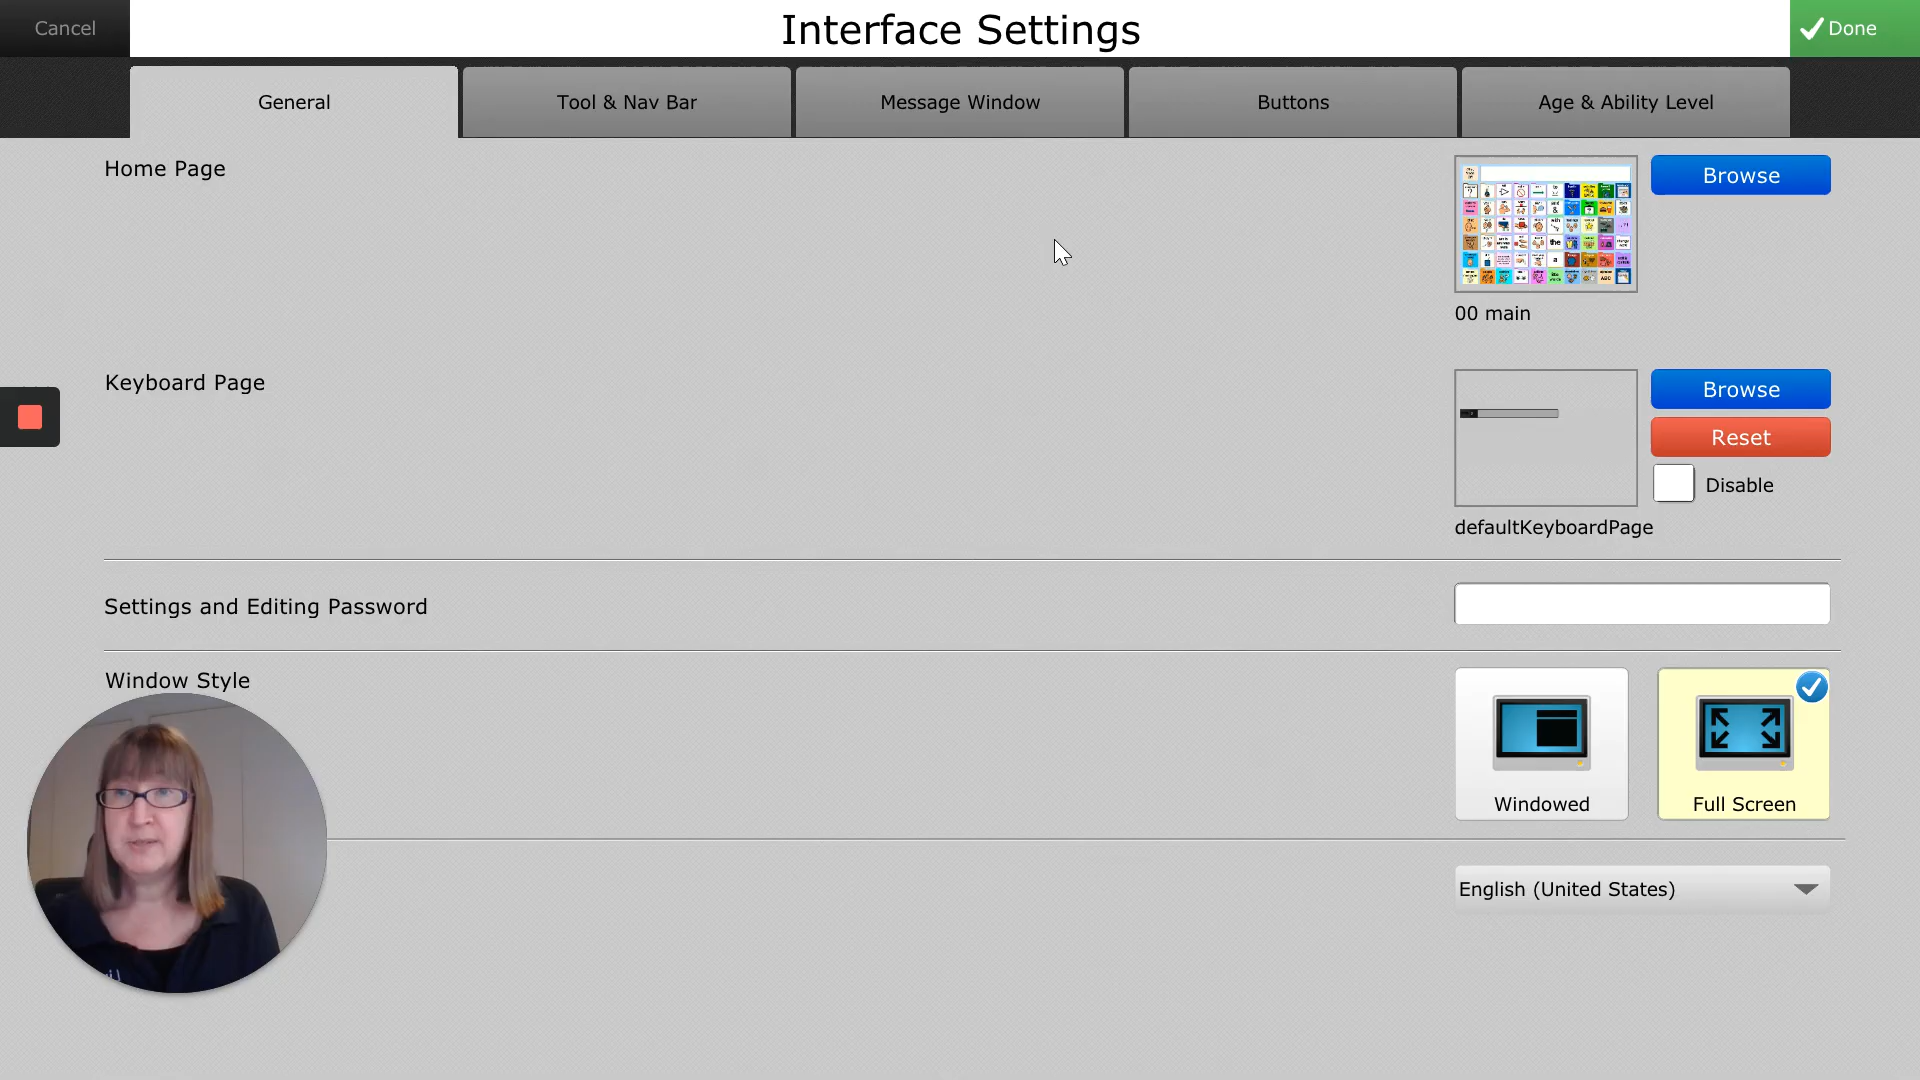 Cancel
Interface Settings
Done
General
Tool & Nav Bar
Message Window
Buttons
Age & Ability Level
Home Page
Browse
00 main
Keyboard Page
Browse
Reset
Disable
defaultKeyboardPage
Settings and Editing Password
Window Style
Windowed
Full Screen
English (United States)